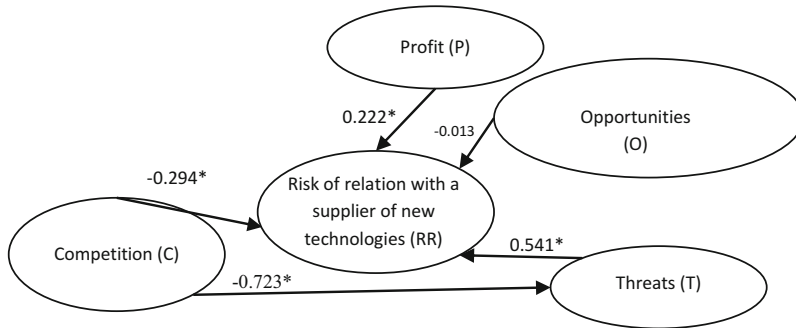 Profit (P)
0.222*
-0.013
Opportunities
(O)
-0.294*
Risk of relation with a
supplier of new
technologies (RR)
Competition (C)
0.541*
-0.723*
Threats (T)